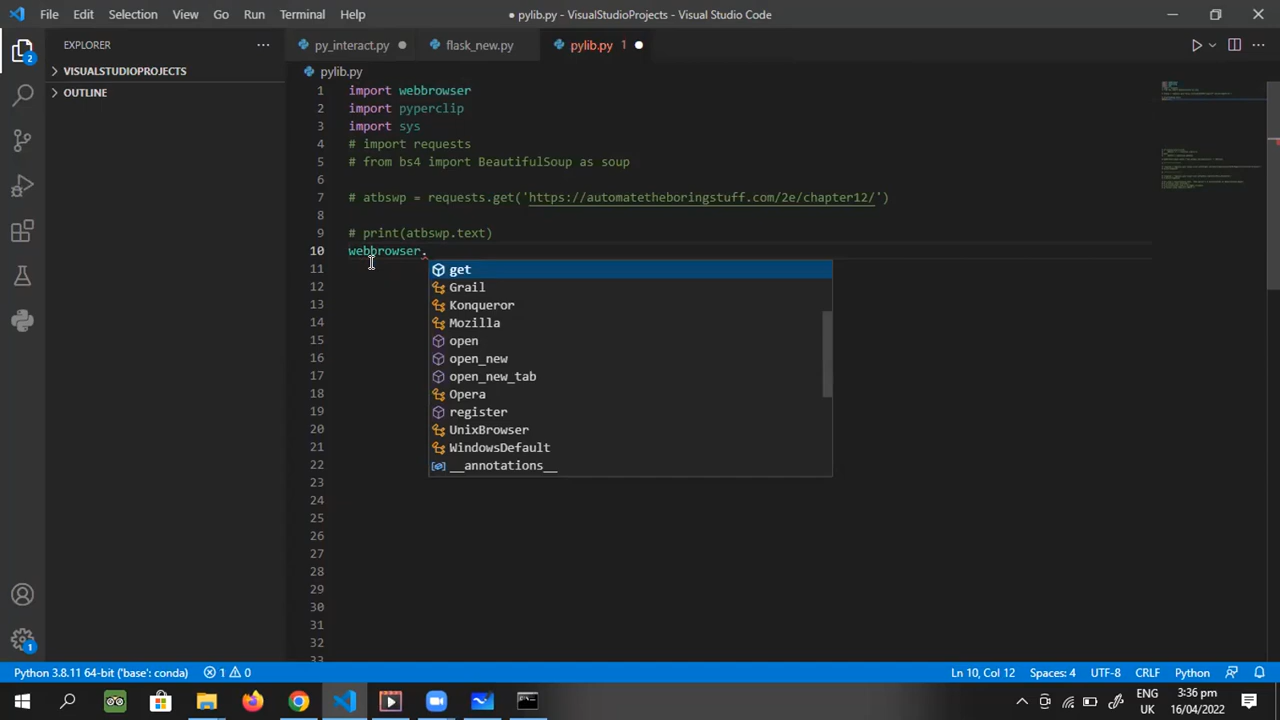 File Edit Selection View Go Run Terminal Help
● pylib.py - VisualStudioProjects - Visual Studio Code
EXPLORER
py_interact.py
flask_new.py
pylib.py 1
2
VISUALSTUDIOPROJECTS
OUTLINE
pylib.py
1 import webbrowser
2 import pyperclip
3 import sys
4 # import requests
5 # from bs4 import BeautifulSoup as soup
6
7 # atbswp = requests.get('https://automatetheboringstuff.com/2e/chapter12/')
8
9 # print(atbswp.text)
10 webbrowser.
11
get
12
Grail
13
Konqueror
14
Mozilla
15
open
16
open_new
17
open_new_tab
18
Opera
19
register
20
UnixBrowser
21
WindowsDefault
22
__annotations__
23
24
25
26
27
28
29
30
31
32
33
1
Python 3.8.11 64-bit ('base': conda) 1 0
Ln 10, Col 12 Spaces: 4 UTF-8 CRLF Python
ENG
UK
3:36 pm
16/04/2022